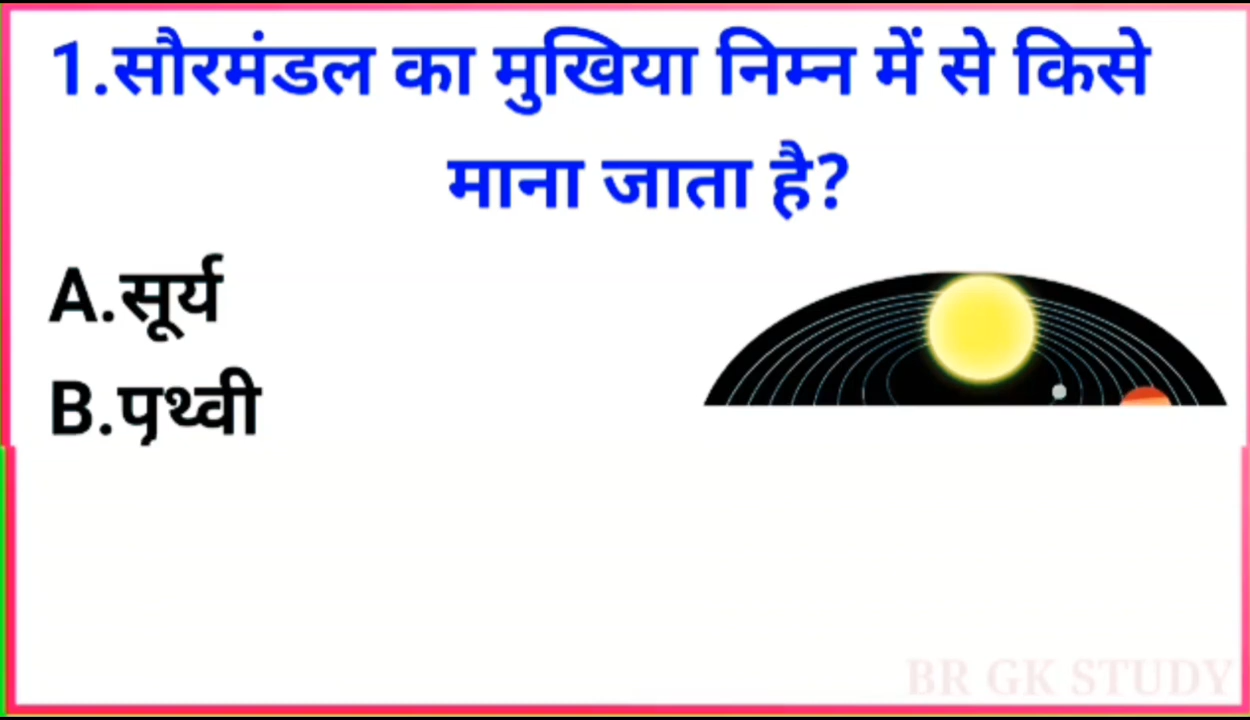 1.सौरमंडल का मुखिया निम्न में से किसे
माना जाता है?
A.सूर्य
B.पृथ्वी
BR GK STUDY